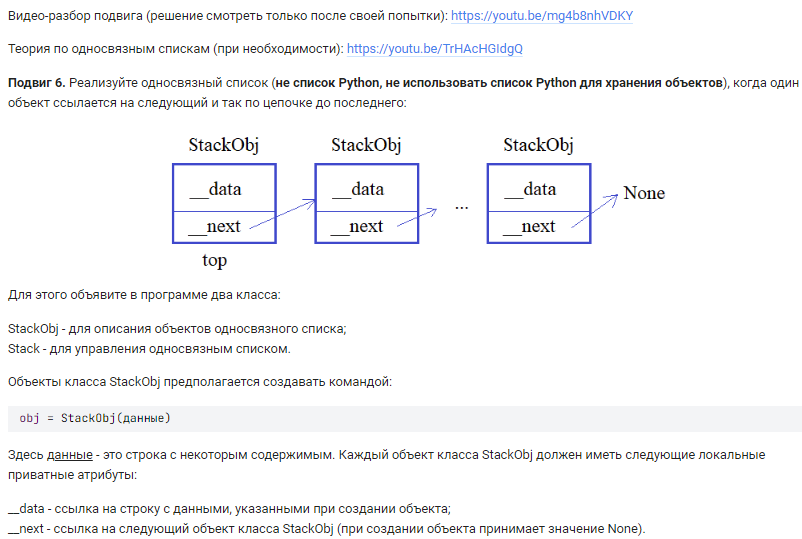 Видео-разбор подвига (решение смотреть только после своей попытки): https://youtu.be/mg4b8nhVDKY
Теория по односвязным спискам (при необходимости): https://youtu.be/TrHAcHGIdgQ
Подвиг 6. Реализуйте односвязный список (не список Python, не использовать список Python для хранения объектов), когда один
объект ссылается на следующий и так по цепочке до последнего:
StackObj StackObj StackObj
__data __data __data None
__next __next ... __next
top
Для этого объявите в программе два класса:
StackObj - для описания объектов односвязного списка;
Stack - для управления односвязным списком.
Объекты класса StackObj предполагается создавать командой:
obj = StackObj(данные)
Здесь данные - это строка с некоторым содержимым. Каждый объект класса StackObj должен иметь следующие локальные
приватные атрибуты:
__data - ссылка на строку с данными, указанными при создании объекта;
__next - ссылка на следующий объект класса StackObj (при создании объекта принимает значение None).